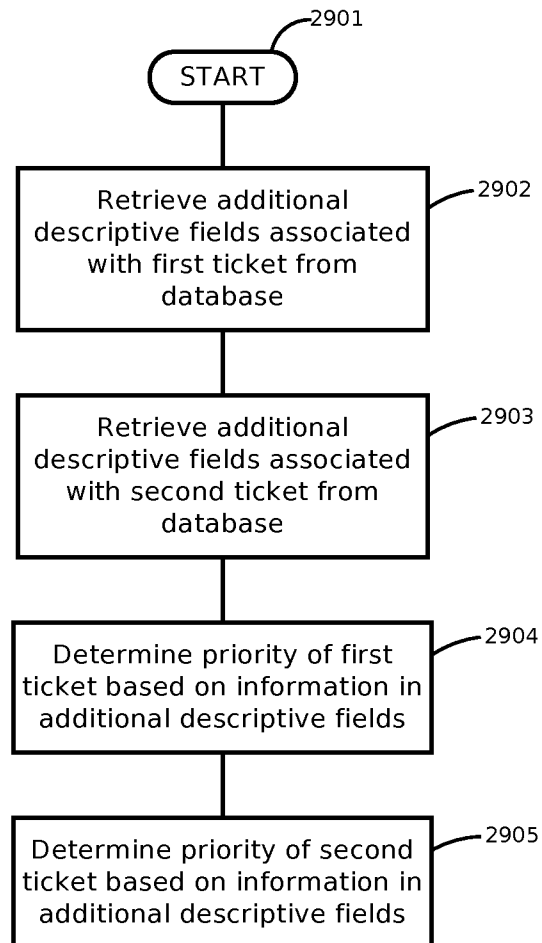 2901
START
Retrieve additional
descriptive fields associated
with first ticket from
database
2902
Retrieve additional
descriptive fields associated
with second ticket from
database
2903
Determine priority of first
ticket based on information in
additional descriptive fields
2904
Determine priority of second
ticket based on information in
additional descriptive fields
2905